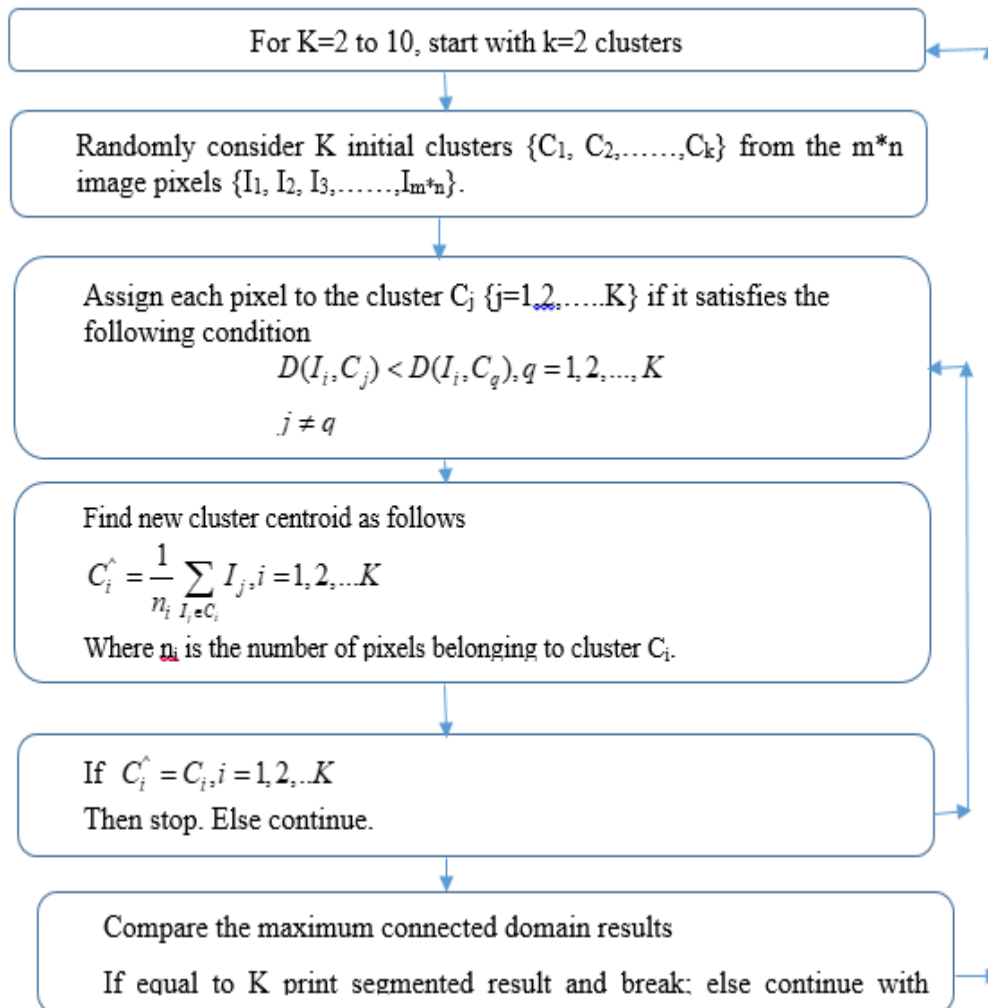 For K=2 to 10, start with k=2 clusters
Randomly consider K initial clusters {C₁, C₂,……,Cₖ} from the m*n
image pixels {I₁, I₂, I₃,……,Iₘ*ₙ}.
Assign each pixel to the cluster Cⱼ {j=1,2,…..K} if it satisfies the
following condition
D(Iᵢ,Cⱼ) < D(Iᵢ,C_q), q = 1, 2, ..., K
j ≠ q
Find new cluster centroid as follows
Cᵢ^ = 1/nᵢ ∑_{Iⱼ∈Cᵢ} Iⱼ, i = 1, 2, ...K
Where nᵢ is the number of pixels belonging to cluster Cᵢ.
If Cᵢ^ = Cᵢ, i = 1, 2, ..K
Then stop. Else continue.
Compare the maximum connected domain results
If equal to K print segmented result and break; else continue with